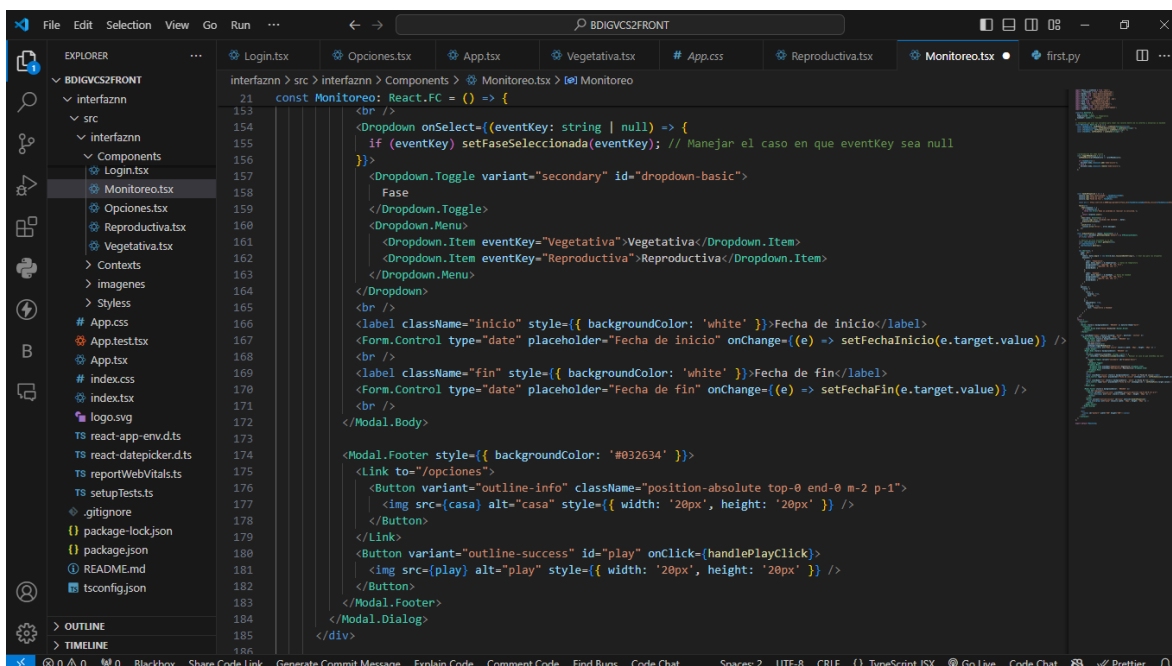 File Edit Selection View Go Run ··· ← → BDIGVCS2FRONT
EXPLORER ···
BDIGVCS2FRONT
interfaznn
src
interfaznn
Components
Login.tsx
Monitoreo.tsx
Opciones.tsx
Reproductiva.tsx
Vegetativa.tsx
Contexts
imagenes
Styless
# App.css
App.test.tsx
App.tsx
# index.css
index.tsx
logo.svg
TS react-app-env.d.ts
TS react-datepicker.d.ts
TS reportWebVitals.ts
TS setupTests.ts
.gitignore
{} package-lock.json
{} package.json
README.md
tsconfig.json
OUTLINE
TIMELINE
Login.tsx Opciones.tsx App.tsx Vegetativa.tsx # App.css Reproductiva.tsx Monitoreo.tsx ● first.py
interfaznn > src > interfaznn > Components > Monitoreo.tsx > Monitoreo
21 const Monitoreo: React.FC = () => {
153 <br />
154 <Dropdown onSelect={(eventKey: string | null) => {
155 if (eventKey) setFaseSeleccionada(eventKey); // Manejar el caso en que eventKey sea null
156 }}>
157 <Dropdown.Toggle variant="secondary" id="dropdown-basic">
158 Fase
159 </Dropdown.Toggle>
160 <Dropdown.Menu>
161 <Dropdown.Item eventKey="Vegetativa">Vegetativa</Dropdown.Item>
162 <Dropdown.Item eventKey="Reproductiva">Reproductiva</Dropdown.Item>
163 </Dropdown.Menu>
164 </Dropdown>
165 <br />
166 <label className="inicio" style={{ backgroundColor: 'white' }}>Fecha de inicio</label>
167 <Form.Control type="date" placeholder="Fecha de inicio" onChange={(e) => setFechaInicio(e.target.value)} />
168 <br />
169 <label className="fin" style={{ backgroundColor: 'white' }}>Fecha de fin</label>
170 <Form.Control type="date" placeholder="Fecha de fin" onChange={(e) => setFechaFin(e.target.value)} />
171 <br />
172 </Modal.Body>
173
174 <Modal.Footer style={{ backgroundColor: '#032634' }}>
175 <Link to="/opciones">
176 <Button variant="outline-info" className="position-absolute top-0 end-0 m-2 p-1">
177 <img src={casa} alt="casa" style={{ width: '20px', height: '20px' }} />
178 </Button>
179 </Link>
180 <Button variant="outline-success" id="play" onClick={handlePlayClick}>
181 <img src={play} alt="play" style={{ width: '20px', height: '20px' }} />
182 </Button>
183 </Modal.Footer>
184 </Modal.Dialog>
185 </div>
186
0 0 0 Blackbox Share Code Link Generate Commit Message Explain Code Comment Code Find Bugs Code Chat Spaces: 2 UTF-8 CRLF {} TypeScript JSX Go Live Code Chat Prettier